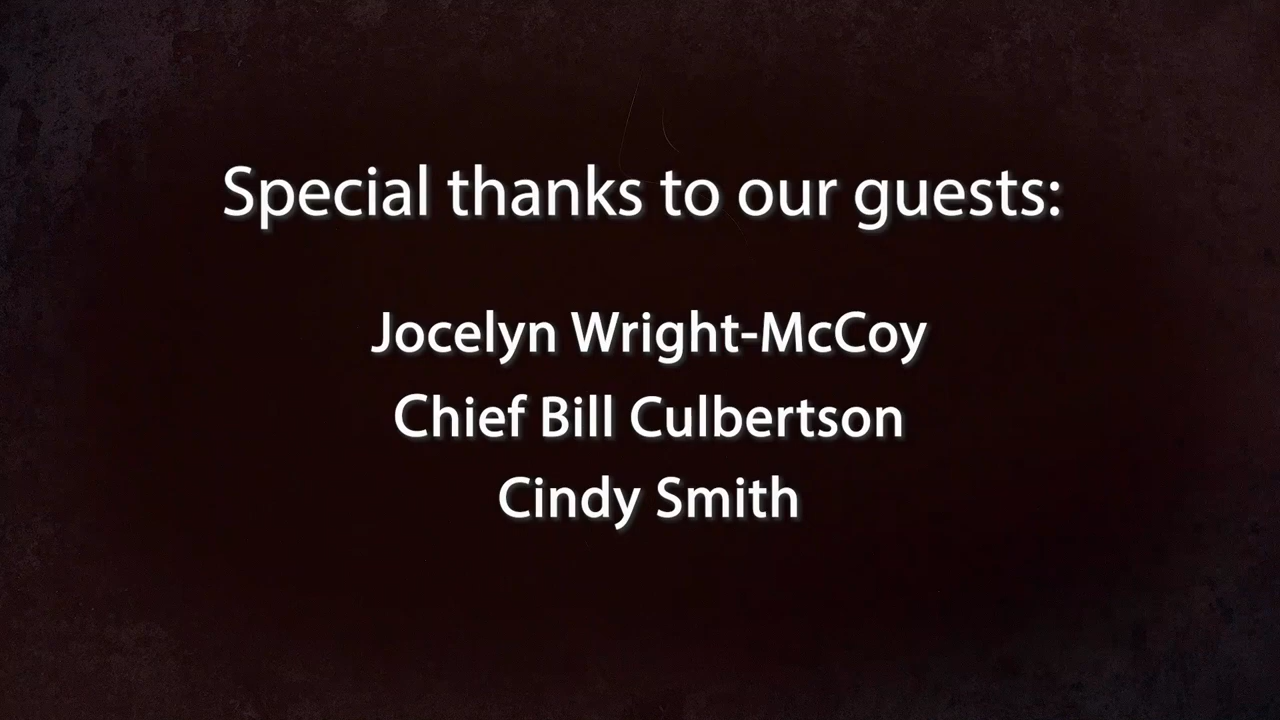 Special thanks to our guests:
Jocelyn Wright-McCoy
Chief Bill Culbertson
Cindy Smith